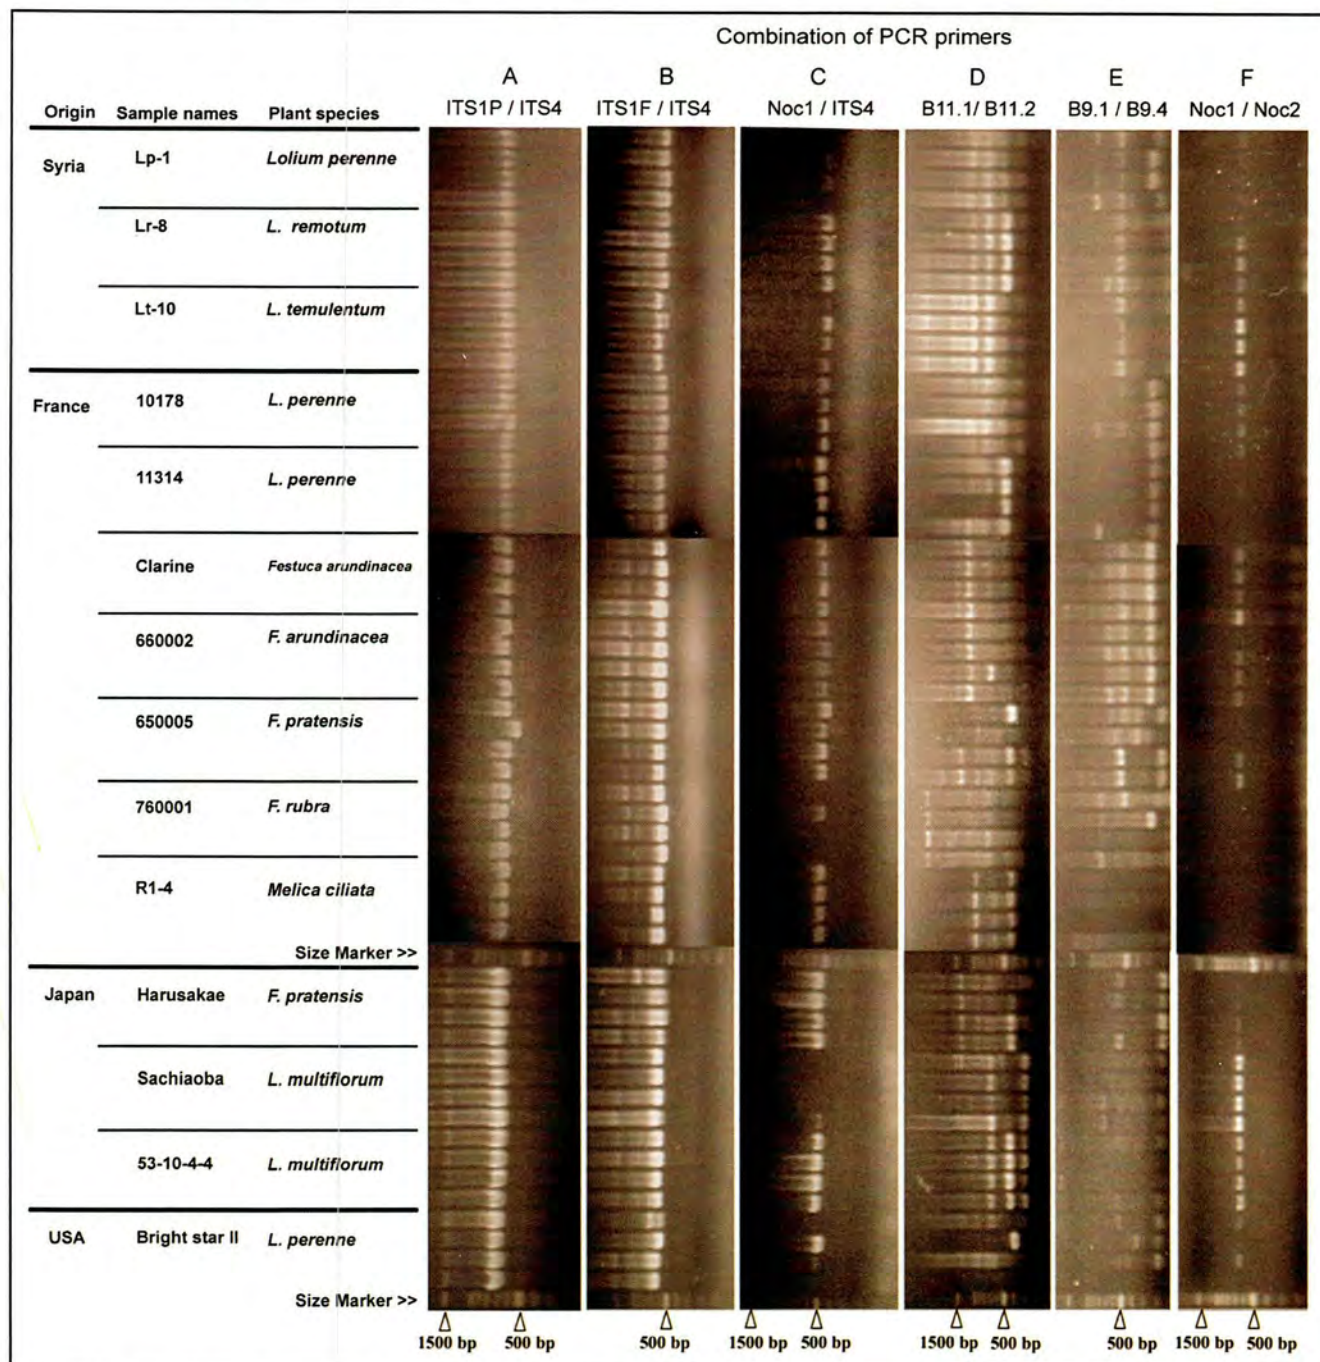 Combination of PCR primers
A B C D E F
Origin Sample names Plant species ITS1P / ITS4 ITS1F / ITS4 Noc1 / ITS4 B11.1/ B11.2 B9.1 / B9.4 Noc1 / Noc2
Syria Lp-1 Lolium perenne
Lr-8 L. remotum
Lt-10 L. temulentum
France 10178 L. perenne
11314 L. perenne
Clarine Festuca arundinacea
660002 F. arundinacea
650005 F. pratensis
760001 F. rubra
R1-4 Melica ciliata
Size Marker >>
Japan Harusakae F. pratensis
Sachiaoba L. multiflorum
53-10-4-4 L. multiflorum
USA Bright star II L. perenne
Size Marker >>
1500 bp 500 bp 500 bp 1500 bp 500 bp 1500 bp 500 bp 500 bp 1500 bp 500 bp